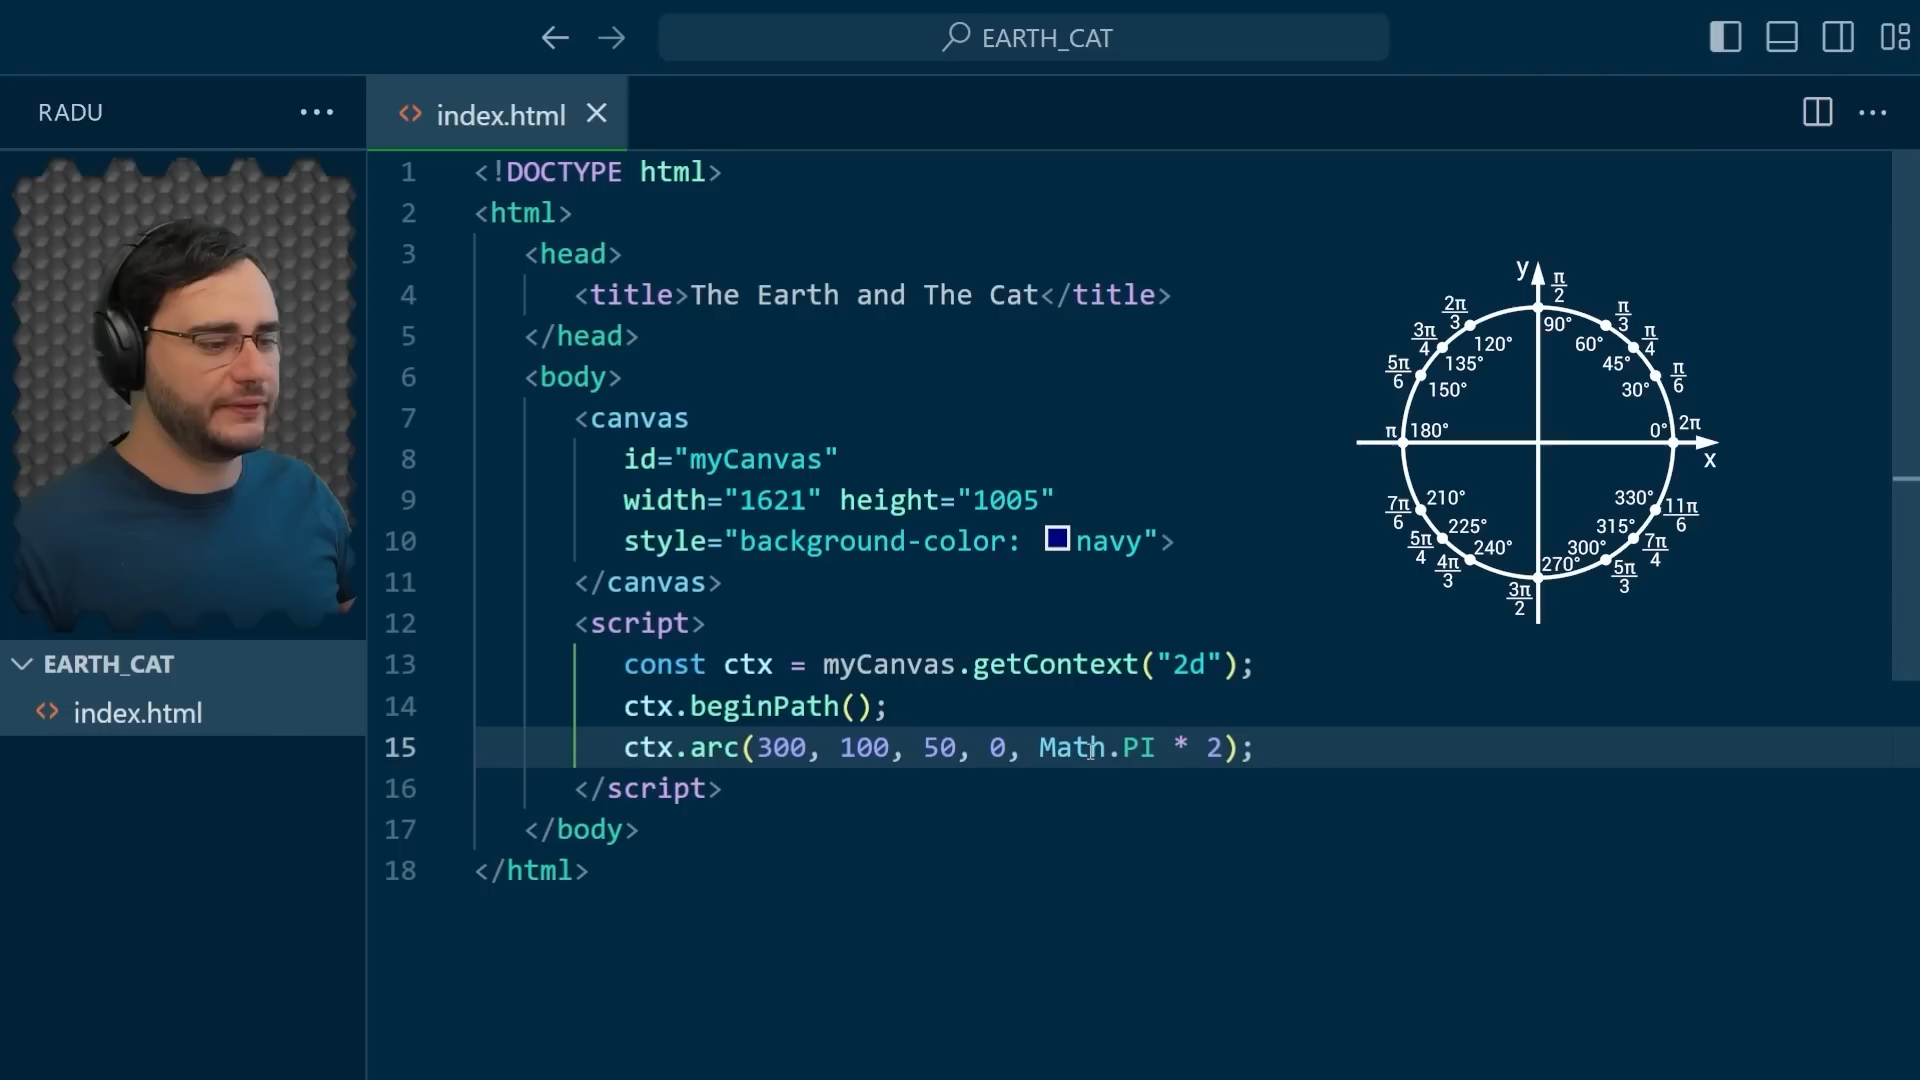 EARTH_CAT
RADU
index.html
1 <!DOCTYPE html>
2 <html>
3 <head>
4 <title>The Earth and The Cat</title>
5 </head>
6 <body>
7 <canvas
8 id="myCanvas"
9 width="1621" height="1005"
10 style="background-color: navy">
11 </canvas>
12 <script>
13 const ctx = myCanvas.getContext("2d");
14 ctx.beginPath();
15 ctx.arc(300, 100, 50, 0, Math.PI * 2);
16 </script>
17 </body>
18 </html>
EARTH_CAT
index.html
y
π/2
90°
2π/3
120°
π/3
60°
3π/4
135°
π/4
45°
5π/6
150°
π/6
30°
π
180°
0°
2π
x
7π/6
210°
330°
11π/6
5π/4
225°
315°
7π/4
4π/3
240°
300°
5π/3
270°
3π/2